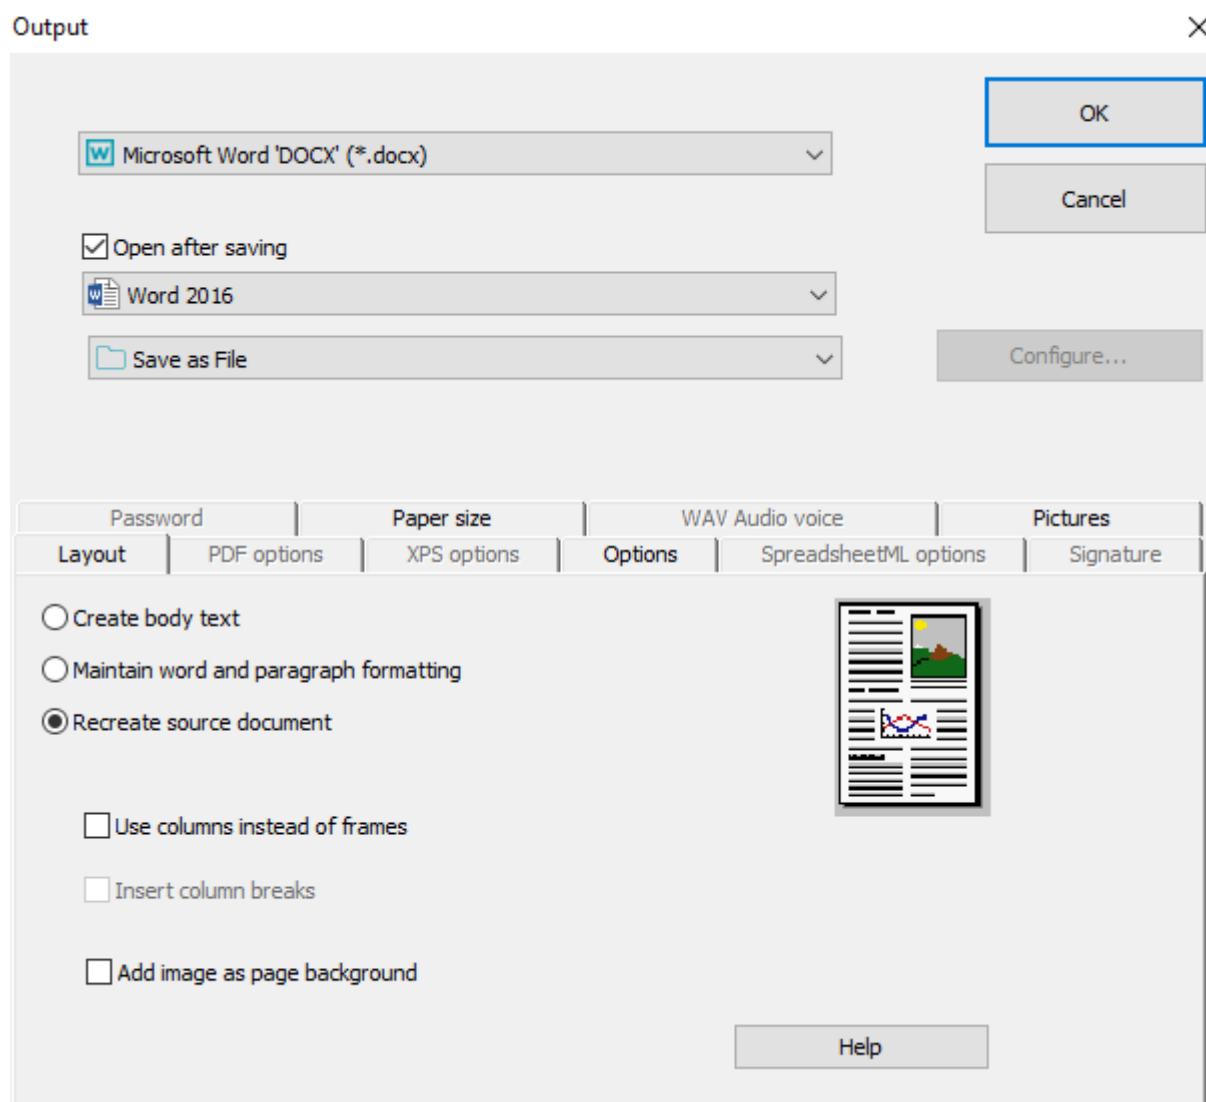 Output
OK
Microsoft Word 'DOCX' (*.docx)
Cancel
Open after saving
Word 2016
Save as File
Configure...
Password Paper size WAV Audio voice Pictures
Layout PDF options XPS options Options SpreadsheetML options Signature
Create body text
Maintain word and paragraph formatting
Recreate source document
Use columns instead of frames
Insert column breaks
Add image as page background
Help